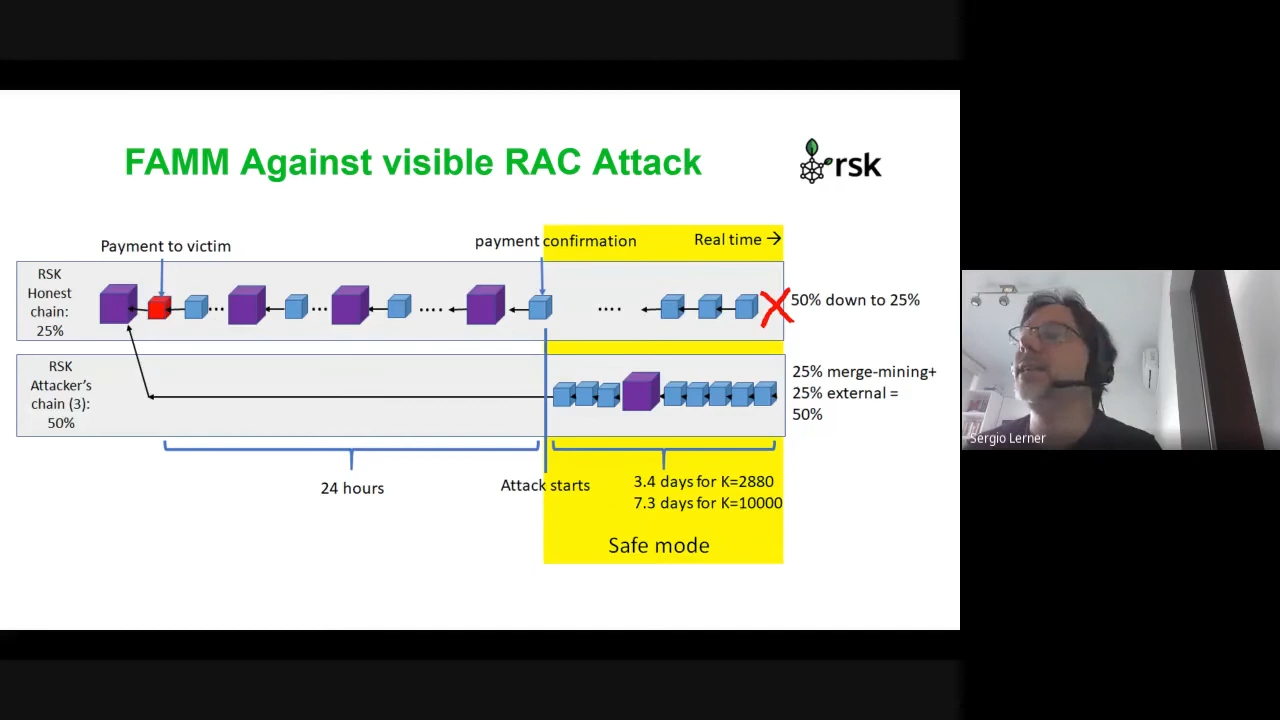 FAMM Against visible RAC Attack
rsk
Payment to victim
payment confirmation
Real time →
RSK
Honest
chain:
25%
....
50% down to 25%
RSK
Attacker's
chain (3):
50%
25% merge-mining+
25% external =
50%
24 hours
Attack starts
3.4 days for K=2880
7.3 days for K=10000
Safe mode
Sergio Lerner